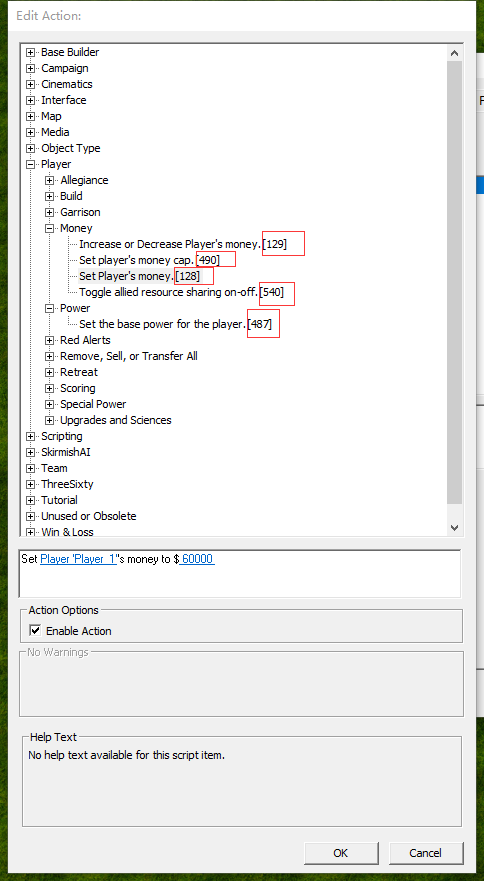 Edit Action:
Base Builder
Campaign
Cinematics
Interface
Map
Media
Object Type
Player
Allegiance
Build
Garrison
Money
Increase or Decrease Player's money.[129]
Set player's money cap.[490]
Set Player's money.[128]
Toggle allied resource sharing on-off.[540]
Power
Set the base power for the player.[487]
Red Alerts
Remove, Sell, or Transfer All
Retreat
Scoring
Special Power
Upgrades and Sciences
Scripting
SkirmishAI
Team
ThreeSixty
Tutorial
Unused or Obsolete
Win & Loss
Set Player 'Player_1''s money to $ 60000
Action Options
Enable Action
No Warnings
Help Text
No help text available for this script item.
OK Cancel